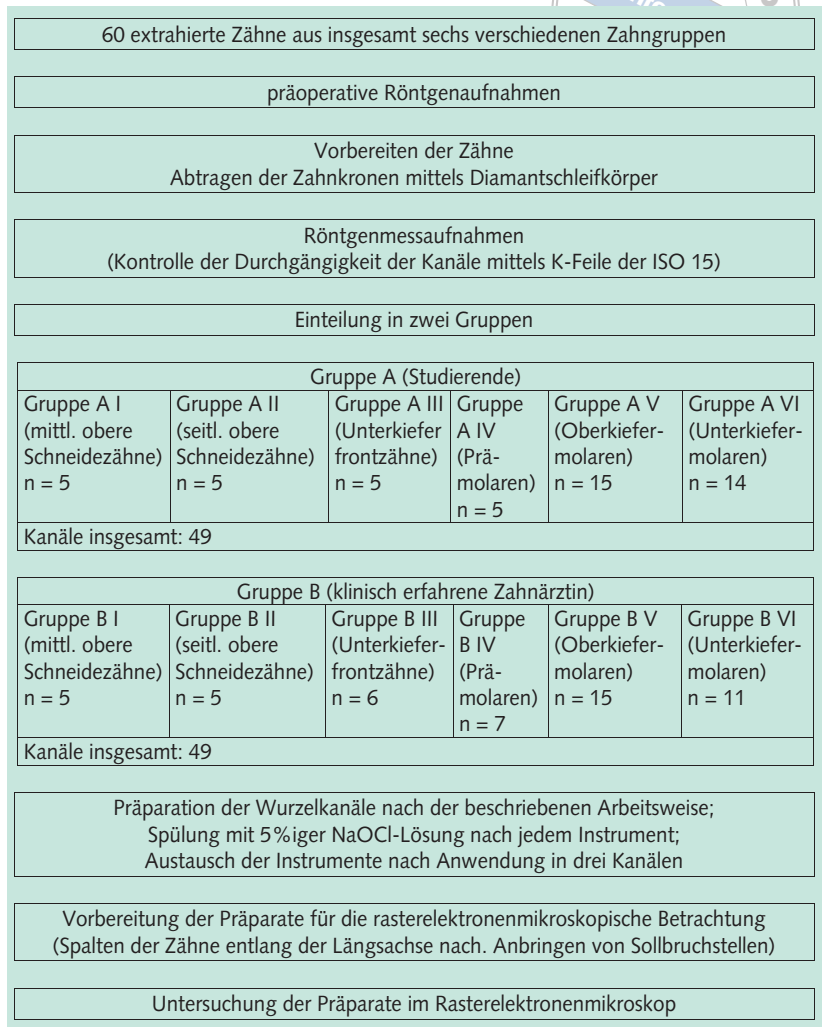 60 extrahierte Zähne aus insgesamt sechs verschiedenen Zahngruppen
präoperative Röntgenaufnahmen
Vorbereiten der Zähne
Abtragen der Zahnkronen mittels Diamantschleifkörper
Röntgenmessaufnahmen
(Kontrolle der Durchgängigkeit der Kanäle mittels K-Feile der ISO 15)
Einteilung in zwei Gruppen
Gruppe A (Studierende)
Gruppe A I
(mittl. obere
Schneidezähne)
n = 5
Gruppe A II
(seitl. obere
Schneidezähne)
n = 5
Gruppe A III
(Unterkiefer
frontzähne)
n = 5
Gruppe
A IV
(Prä-
molaren)
n = 5
Gruppe A V
(Oberkiefer-
molaren)
n = 15
Gruppe A VI
(Unterkiefer-
molaren)
n = 14
Kanäle insgesamt: 49
Gruppe B (klinisch erfahrene Zahnärztin)
Gruppe B I
(mittl. obere
Schneidezähne)
n = 5
Gruppe B II
(seitl. obere
Schneidezähne)
n = 5
Gruppe B III
(Unterkiefer-
frontzähne)
n = 6
Gruppe
B IV
(Prä-
molaren)
n = 7
Gruppe B V
(Oberkiefer-
molaren)
n = 15
Gruppe B VI
(Unterkiefer-
molaren)
n = 11
Kanäle insgesamt: 49
Präparation der Wurzelkanäle nach der beschriebenen Arbeitsweise;
Spülung mit 5%iger NaOCl-Lösung nach jedem Instrument;
Austausch der Instrumente nach Anwendung in drei Kanälen
Vorbereitung der Präparate für die rasterelektronenmikroskopische Betrachtung
(Spalten der Zähne entlang der Längsachse nach. Anbringen von Sollbruchstellen)
Untersuchung der Präparate im Rasterelektronenmikroskop